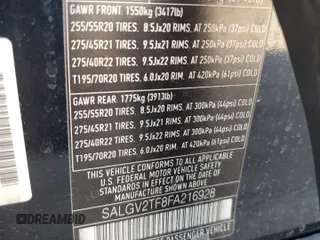 GAWR FRONT. 1550kg (3417lb)
255/55R20 TIRES. 8.5Jx20 RIMS. AT 250kPa (37psi) COLD
275/45R21 TIRES. 9.5Jx21 RIMS. AT 250kPa (37psi) COLD
275/40R22 TIRES. 9.5Jx22 RIMS. AT 250kPa (37psi) COLD
T195/70R20 TIRES. 6.0Jx20 RIM. AT 420kPa (61psi) COLD
GAWR REAR. 1775kg (3913lb)
255/55R20 TIRES. 8.5Jx20 RIMS. AT 300kPa (44psi) COLD
275/45R21 TIRES. 9.5Jx21 RIMS. AT 300kPa (44psi) COLD
275/40R22 TIRES. 9.5Jx22 RIMS. AT 300kPa (44psi) COLD
T195/70R20 TIRES. 6.0Jx20 RIM. AT 420kPa (61psi) COLD
THIS VEHICLE CONFORMS TO ALL APPLICABLE
FEDERAL MOTOR VEHICLE SAFETY
STANDARDS IN EFFECT ON THE DATE OF
MANUFACTURE SHOWN ABOVE.
SALGV2TF8FA216928
PASSENGER VEHICLE